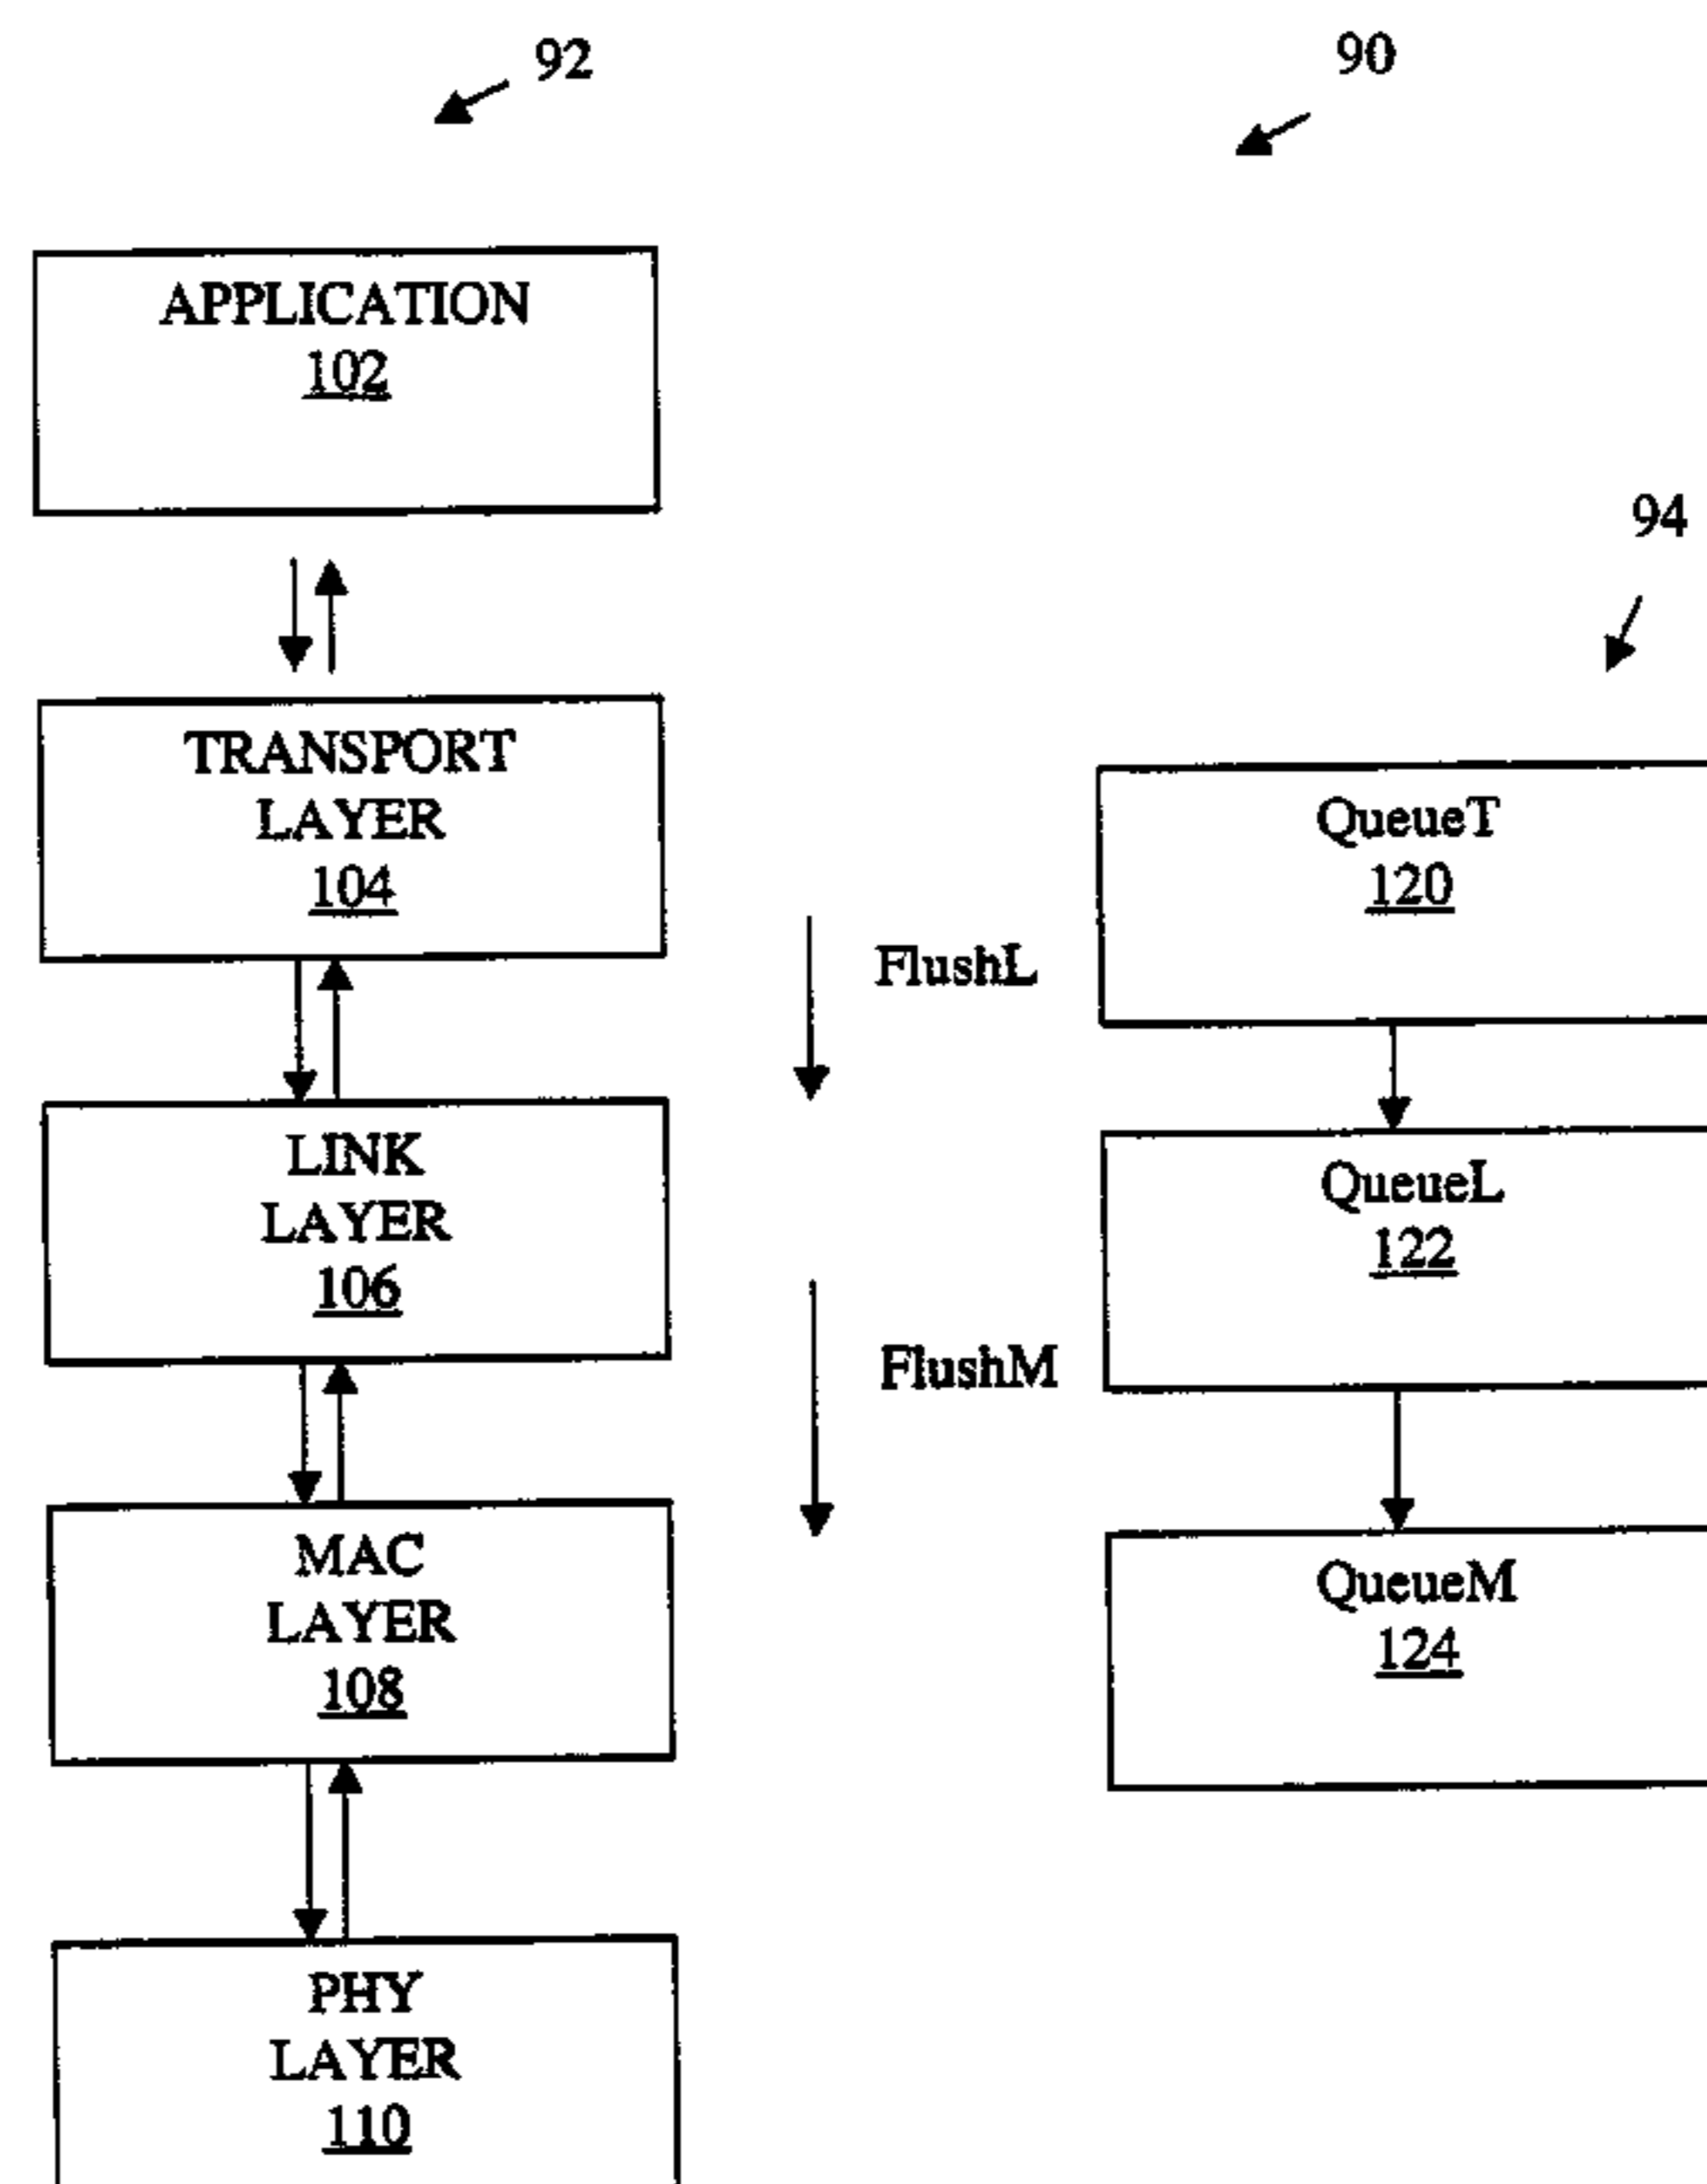 92
90
APPLICATION
102
94
TRANSPORT
LAYER
104
QueueT
120
FlushL
LINK
LAYER
106
QueueL
122
FlushM
MAC
LAYER
108
QueueM
124
PHY
LAYER
110